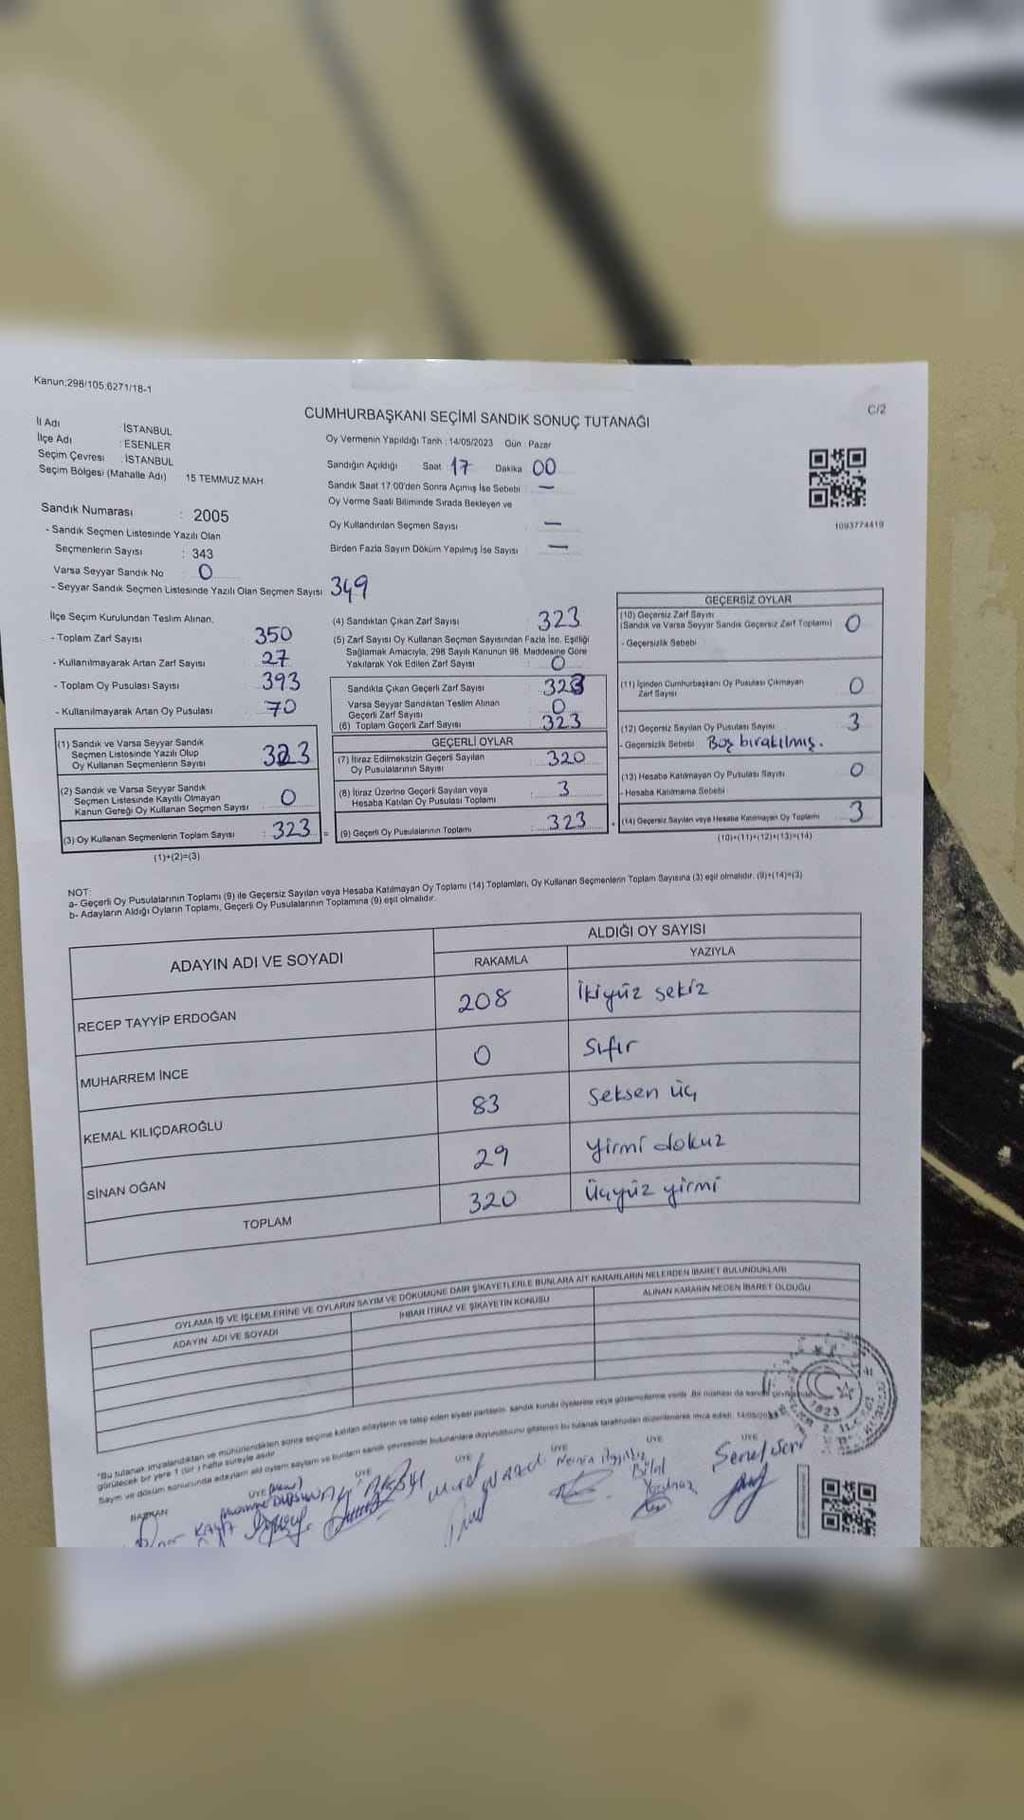 Kanun:298/105,6271/18-1
C/2
CUMHURBAŞKANI SEÇİMİ SANDIK SONUÇ TUTANAĞI
İl Adı : İSTANBUL
İlçe Adı : ESENLER
Seçim Çevresi : İSTANBUL
Seçim Bölgesi (Mahalle Adı) 15 TEMMUZ MAH.
Oy Vermenin Yapıldığı Tarih : 14/05/2023 Gün : Pazar
Sandığın Açıldığı Saat 17 Dakika 00
Sandık Saat 17:00'den Sonra Açılmış İse Sebebi : —
Oy Verme Saati Bitiminde Sırada Bekleyen ve
Oy Kullandırılan Seçmen Sayısı —
Birden Fazla Sayım Döküm Yapılmış İse Sayısı —
1093774419
Sandık Numarası : 2005
- Sandık Seçmen Listesinde Yazılı Olan
Seçmenlerin Sayısı : 343
Varsa Seyyar Sandık No 0
- Seyyar Sandık Seçmen Listesinde Yazılı Olan Seçmen Sayısı 349
İlçe Seçim Kurulundan Teslim Alınan;
- Toplam Zarf Sayısı 350
- Kullanılmayarak Artan Zarf Sayısı 27
- Toplam Oy Pusulası Sayısı 393
- Kullanılmayarak Artan Oy Pusulası 70
(1) Sandık ve Varsa Seyyar Sandık
Seçmen Listesinde Yazılı Olup
Oy Kullanan Seçmenlerin Sayısı 323
(2) Sandık ve Varsa Seyyar Sandık
Seçmen Listesinde Kayıtlı Olmayan
Kanun Gereği Oy Kullanan Seçmen Sayısı 0
(3) Oy Kullanan Seçmenlerin Toplam Sayısı : 323
(1)+(2)=(3)
(4) Sandıktan Çıkan Zarf Sayısı 323
(5) Zarf Sayısı Oy Kullanan Seçmen Sayısından Fazla İse, Eşitliği
Sağlamak Amacıyla, 298 Sayılı Kanunun 98. Maddesine Göre
Yakılarak Yok Edilen Zarf Sayısı : 0
Sandıkta Çıkan Geçerli Zarf Sayısı 323
Varsa Seyyar Sandıktan Teslim Alınan
Geçerli Zarf Sayısı 0
(6) Toplam Geçerli Zarf Sayısı 323
GEÇERLİ OYLAR
(7) İtiraz Edilmeksizin Geçerli Sayılan
Oy Pusulalarının Sayısı 320
(8) İtiraz Üzerine Geçerli Sayılan veya
Hesaba Katılan Oy Pusulası Toplamı 3
(9) Geçerli Oy Pusulalarının Toplamı : 323
GEÇERSİZ OYLAR
(10) Geçersiz Zarf Sayısı
(Sandık ve Varsa Seyyar Sandık Geçersiz Zarf Toplamı) 0
- Geçersizlik Sebebi
(11) İçinden Cumhurbaşkanı Oy Pusulası Çıkmayan
Zarf Sayısı 0
(12) Geçersiz Sayılan Oy Pusulası Sayısı 3
- Geçersizlik Sebebi Boş bırakılmış.
(13) Hesaba Katılmayan Oy Pusulası Sayısı 0
- Hesaba Katılmama Sebebi
(14) Geçersiz Sayılan veya Hesaba Katılmayan Oy Toplamı 3
(10)+(11)+(12)+(13)=(14)
NOT:
a- Geçerli Oy Pusulalarının Toplamı (9) ile Geçersiz Sayılan veya Hesaba Katılmayan Oy Toplamı (14) Toplamları, Oy Kullanan Seçmenlerin Toplam Sayısına (3) eşit olmalıdır. (9)+(14)=(3)
b- Adayların Aldığı Oyların Toplamı, Geçerli Oy Pusulalarının Toplamına (9) eşit olmalıdır.
ADAYIN ADI VE SOYADI
ALDIĞI OY SAYISI
RAKAMLA YAZIYLA
RECEP TAYYİP ERDOĞAN 208 İkiyüz sekiz
MUHARREM İNCE 0 Sıfır
KEMAL KILIÇDAROĞLU 83 Seksen üç
SİNAN OĞAN 29 Yirmi dokuz
TOPLAM 320 Üçyüz yirmi
OYLAMA İŞ VE İŞLEMLERİNE VE OYLARIN SAYIM VE DÖKÜMÜNE DAİR ŞİKAYETLERLE BUNLARA AİT KARARLARIN NELERDEN İBARET BULUNDUKLARI
ADAYIN ADI VE SOYADI İHBAR İTİRAZ VE ŞİKAYETİN KONUSU ALINAN KARARIN NEDEN İBARET OLDUĞU
BAŞKAN ÜYE ÜYE ÜYE ÜYE ÜYE ÜYE
KAYA
Bilal
Şenel
1923